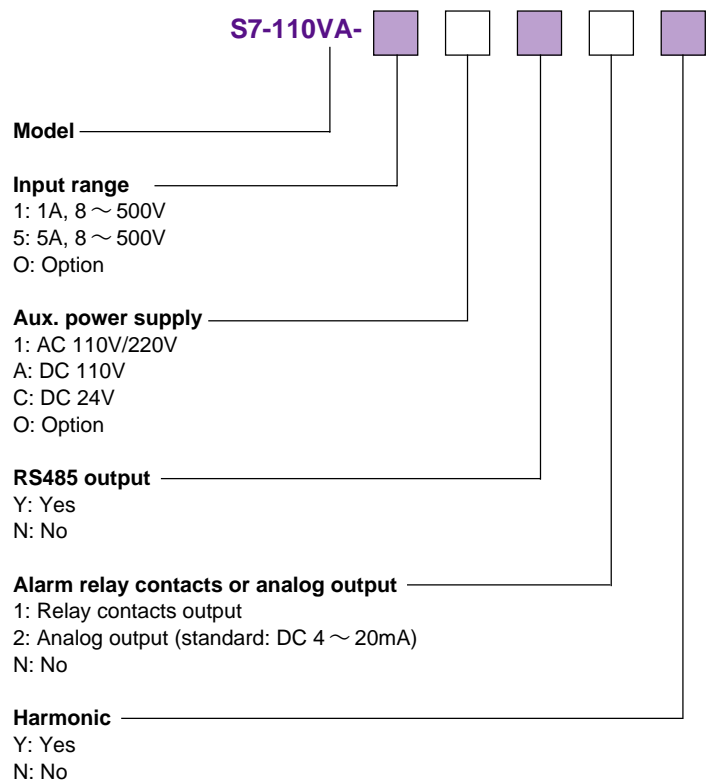 S7-110VA-
Model
Input range
1: 1A, 8～500V
5: 5A, 8～500V
O: Option
Aux. power supply
1: AC 110V/220V
A: DC 110V
C: DC 24V
O: Option
RS485 output
Y: Yes
N: No
Alarm relay contacts or analog output
1: Relay contacts output
2: Analog output (standard: DC 4～20mA)
N: No
Harmonic
Y: Yes
N: No